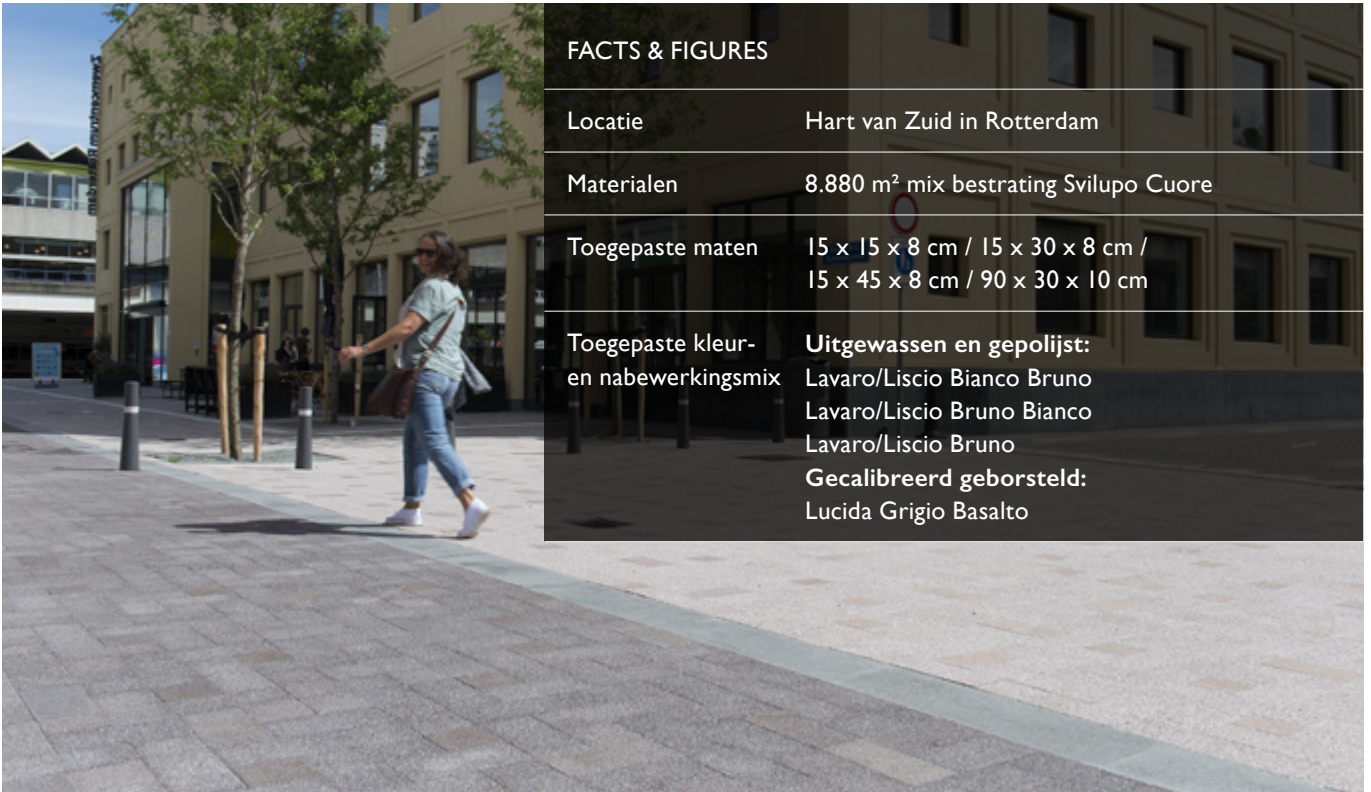 FACTS & FIGURES
Locatie Hart van Zuid in Rotterdam
Materialen 8.880 m² mix bestrating Svilupo Cuore
Toegepaste maten 15 x 15 x 8 cm / 15 x 30 x 8 cm /
15 x 45 x 8 cm / 90 x 30 x 10 cm
Toegepaste kleur- Uitgewassen en gepolijst:
en nabewerkingsmix Lavaro/Liscio Bianco Bruno
Lavaro/Liscio Bruno Bianco
Lavaro/Liscio Bruno
Gecalibreerd geborsteld:
Lucida Grigio Basalto